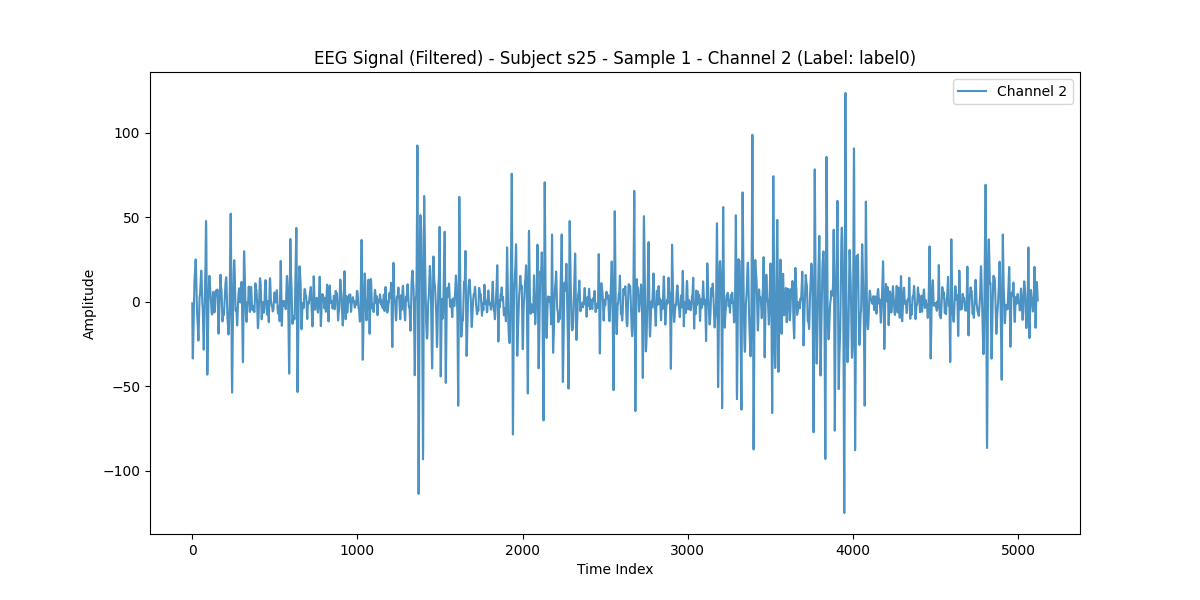 EEG Signal (Filtered) - Subject s25 - Sample 1 - Channel 2 (Label: label0)
Channel 2
100
50
0
−50
−100
Amplitude
0 1000 2000 3000 4000 5000
Time Index